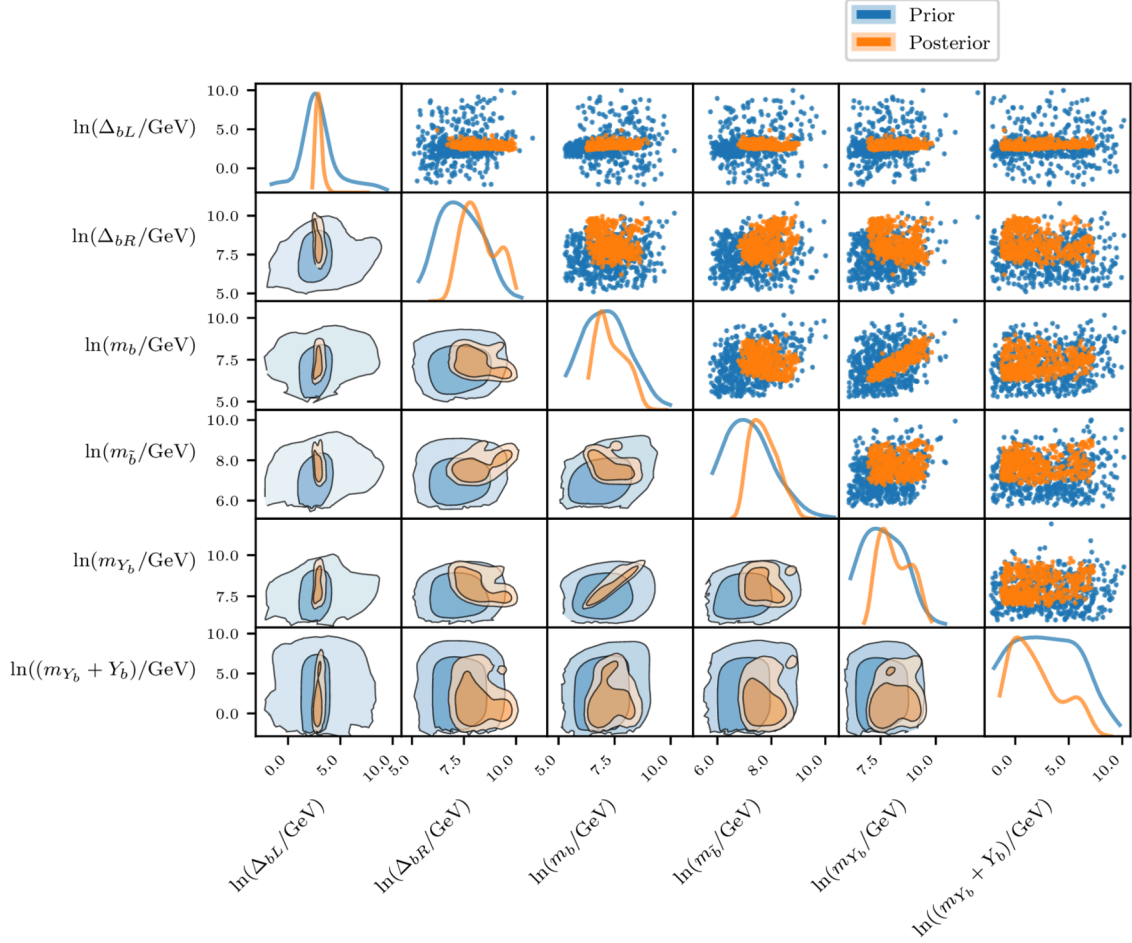 Prior
Posterior
10.0
ln(Δ_{bL}/GeV)
5.0
0.0
10.0
ln(Δ_{bR}/GeV)
7.5
5.0
10.0
ln(m_b/GeV)
7.5
5.0
ln(m_{\tilde{b}}/GeV)
8.0
6.0
10.0
ln(m_{Y_b}/GeV)
7.5
10.0
ln((m_{Y_b} + Y_b)/GeV)
5.0
0.0
0.0 5.0 10.0 5.0 7.5 10.0 5.0 7.5 10.0 6.0 8.0 10.0 7.5 10.0 0.0 5.0 10.0
ln(Δ_{bL}/GeV) ln(Δ_{bR}/GeV) ln(m_b/GeV) ln(m_{\tilde{b}}/GeV) ln(m_{Y_b}/GeV) ln((m_{Y_b} + Y_b)/GeV)